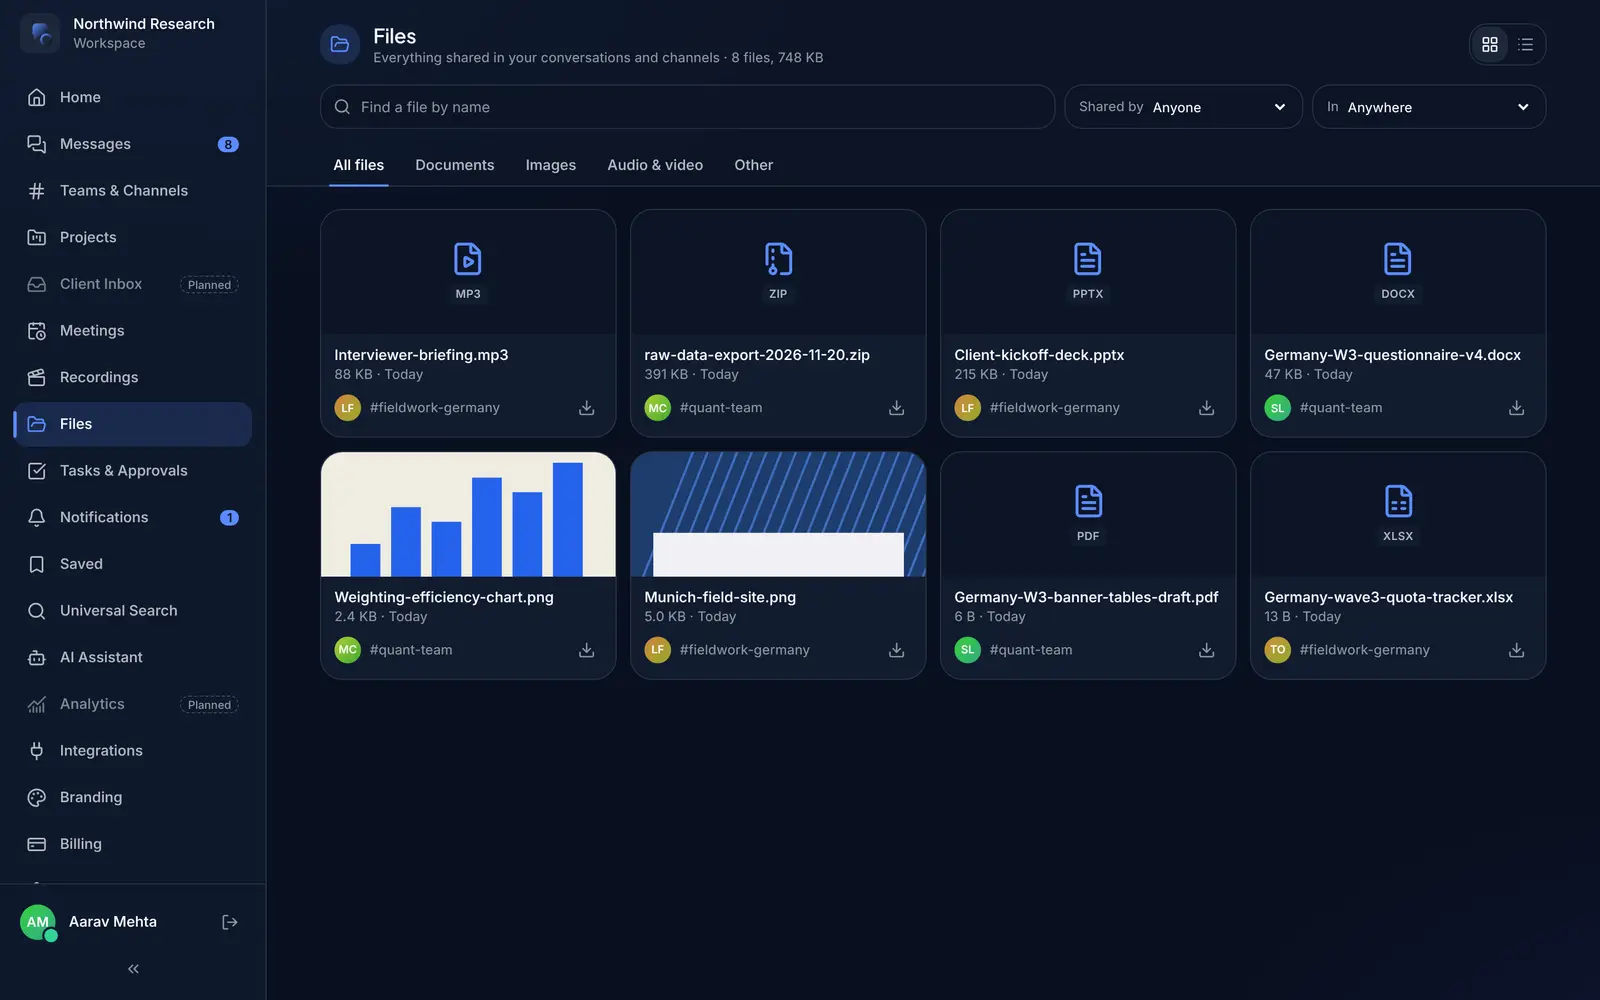 Northwind Research
Workspace
Home
Messages 8
Teams & Channels
Projects
Client Inbox Planned
Meetings
Recordings
Files
Tasks & Approvals
Notifications 1
Saved
Universal Search
AI Assistant
Analytics Planned
Integrations
Branding
Billing
AM Aarav Mehta
Files
Everything shared in your conversations and channels · 8 files, 748 KB
Find a file by name
Shared by Anyone
In Anywhere
All files Documents Images Audio & video Other
MP3
Interviewer-briefing.mp3
88 KB · Today
LF #fieldwork-germany
ZIP
raw-data-export-2026-11-20.zip
391 KB · Today
MC #quant-team
PPTX
Client-kickoff-deck.pptx
215 KB · Today
LF #fieldwork-germany
DOCX
Germany-W3-questionnaire-v4.docx
47 KB · Today
SL #quant-team
Weighting-efficiency-chart.png
2.4 KB · Today
MC #quant-team
Munich-field-site.png
5.0 KB · Today
LF #fieldwork-germany
PDF
Germany-W3-banner-tables-draft.pdf
6 B · Today
SL #quant-team
XLSX
Germany-wave3-quota-tracker.xlsx
13 B · Today
TO #fieldwork-germany